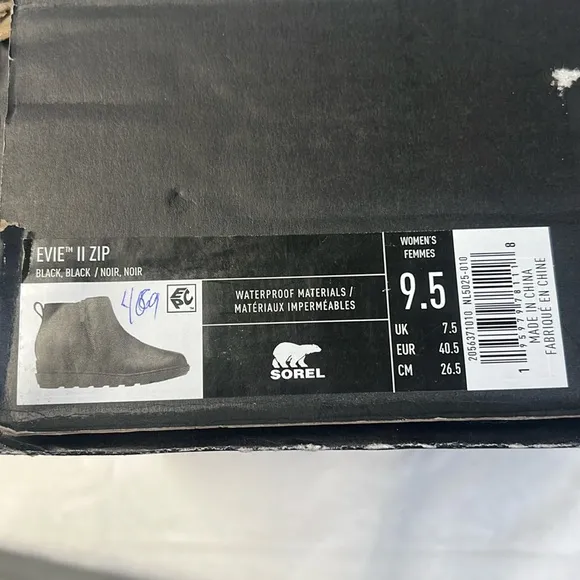 EVIE™ II ZIP
BLACK, BLACK / NOIR, NOIR
WATERPROOF MATERIALS /
MATÉRIAUX IMPERMÉABLES
SOREL
WOMEN'S
FEMMES
9.5
UK 7.5
EUR 40.5
CM 26.5
2056371010 NL5025-010
MADE IN CHINA
FABRIQUÉ EN CHINE